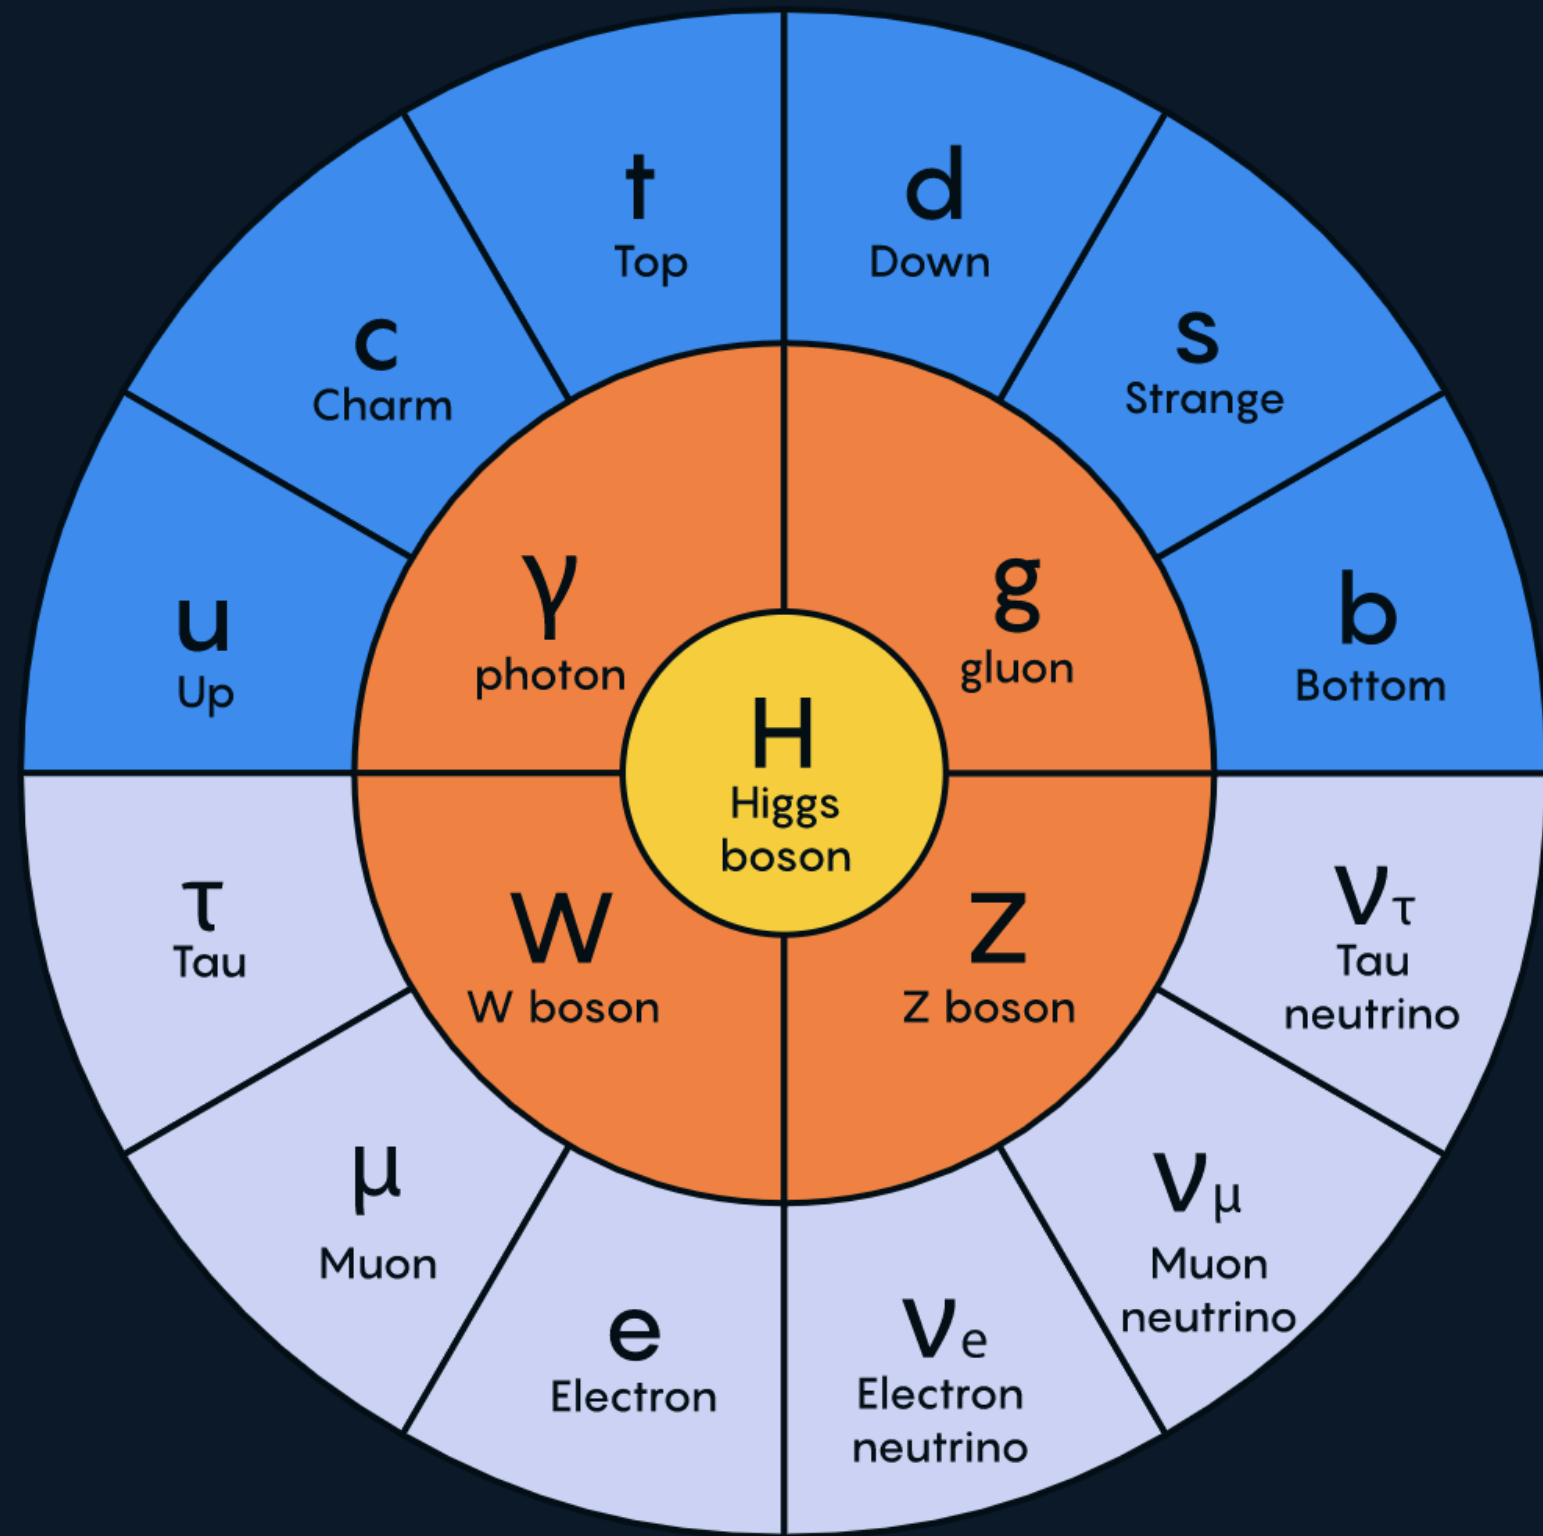 t
Top
d
Down
c
Charm
s
Strange
u
Up
γ
photon
g
gluon
b
Bottom
H
Higgs
boson
τ
Tau
W
W boson
Z
Z boson
ντ
Tau
neutrino
μ
Muon
νμ
Muon
neutrino
e
Electron
νe
Electron
neutrino